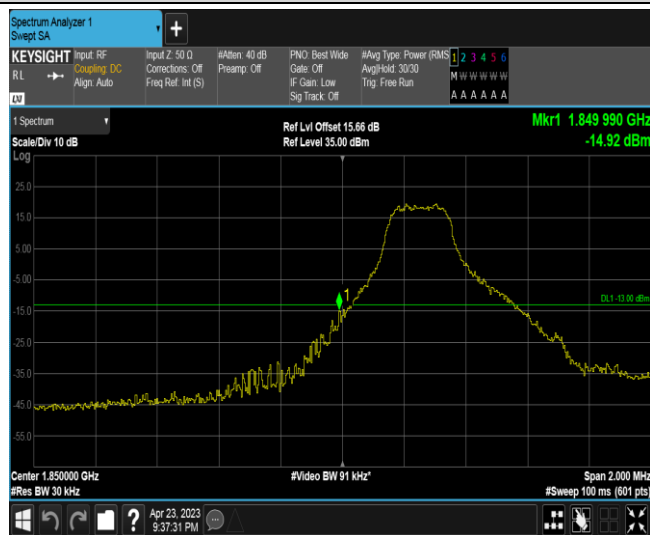 Spectrum Analyzer 1
Swept SA
KEYSIGHT
RL
LXI
Input: RF
Coupling: DC
Align: Auto
Input Z: 50 Ω
Corrections: Off
Freq Ref: Int (S)
#Atten: 40 dB
Preamp: Off
PNO: Best Wide
Gate: Off
IF Gain: Low
Sig Track: Off
#Avg Type: Power (RMS
Avg|Hold: 30/30
Trig: Free Run
1 2 3 4 5 6
M W W W W W
A A A A A A
1 Spectrum
Scale/Div 10 dB
Log
Ref Lvl Offset 15.66 dB
Ref Level 35.00 dBm
Mkr1 1.849 990 GHz
-14.92 dBm
25.0
15.0
5.00
-5.00
-15.0
-25.0
-35.0
-45.0
-55.0
1
DL1 -13.00 dBm
Center 1.850000 GHz
#Res BW 30 kHz
#Video BW 91 kHz*
Span 2.000 MHz
#Sweep 100 ms (601 pts)
?
Apr 23, 2023
9:37:31 PM